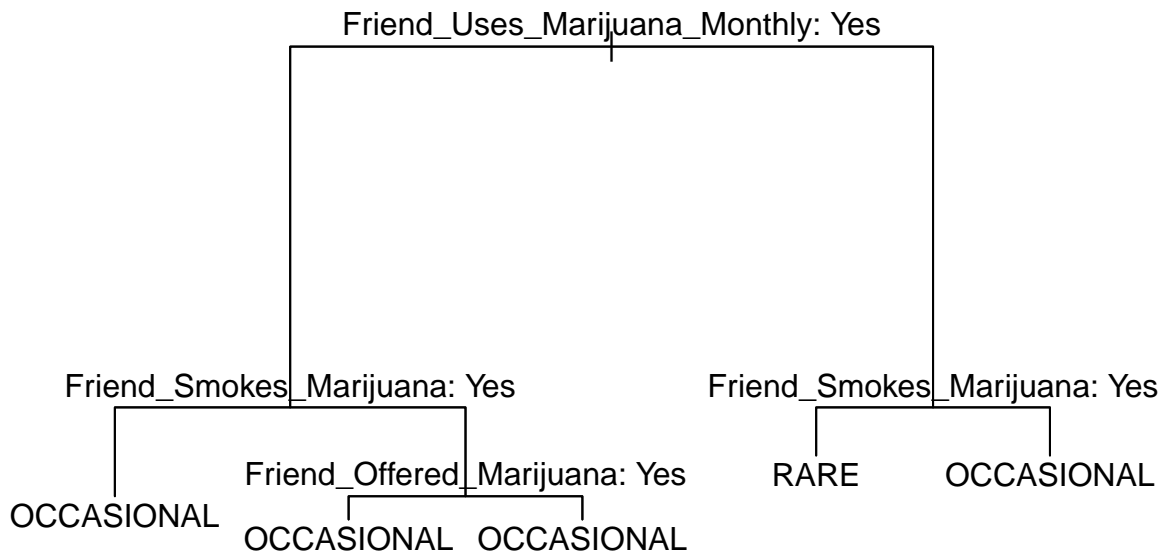 Friend_Uses_Marijuana_Monthly: Yes
Friend_Smokes_Marijuana: Yes
Friend_Smokes_Marijuana: Yes
Friend_Offered_Marijuana: Yes
RARE
OCCASIONAL
OCCASIONAL
OCCASIONAL
OCCASIONAL